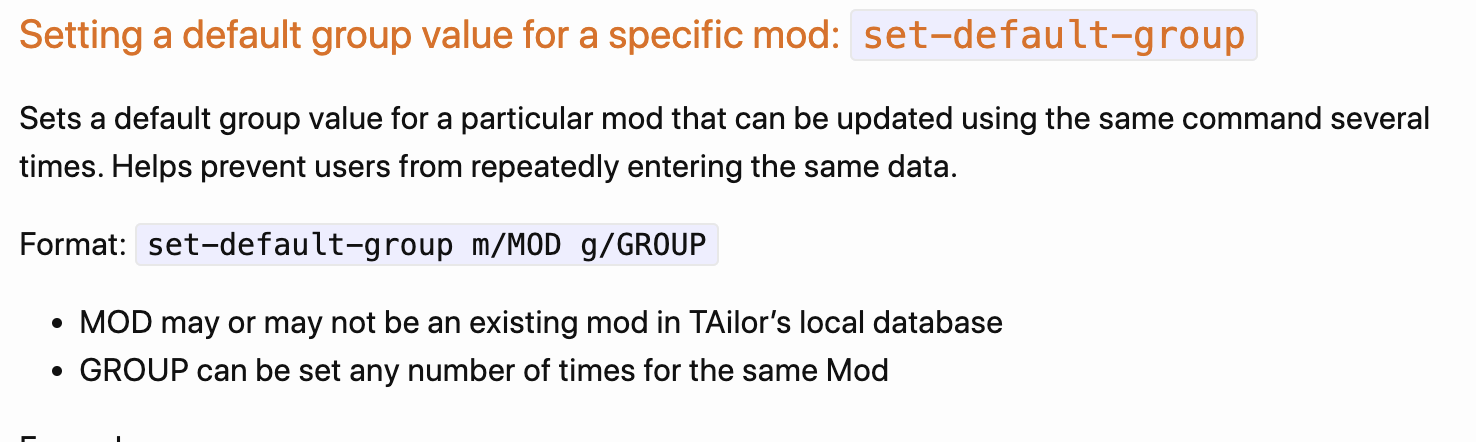 Setting a default group value for a specific mod: set-default-group
Sets a default group value for a particular mod that can be updated using the same command several
times. Helps prevent users from repeatedly entering the same data.
Format: set-default-group m/MOD g/GROUP
• MOD may or may not be an existing mod in TAilor’s local database
• GROUP can be set any number of times for the same Mod